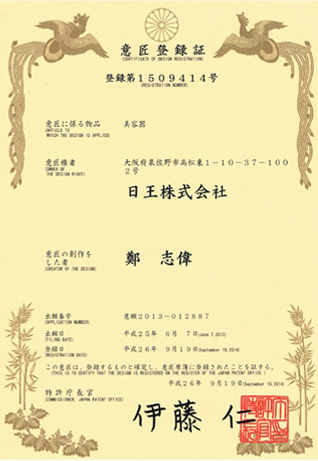 意匠登録証
(CERTIFICATE OF DESIGN REGISTRATION)
登録第1509414号
(REGISTRATION NUMBER)
意匠に係る物品 美容器
(ARTICLE TO
WHICH THE DESIGN IS APPLIED)
意匠権者 大阪府泉佐野市高松東1-10-37-100
(OWNER OF
THE DESIGN RIGHT) 2号
日王株式会社
意匠の創作を
した者 鄭 志偉
(CREATOR OF THE DESIGN)
出願番号 意願2013-012887
(APPLICATION NUMBER)
出願日 平成25年 6月 7日(June 7,2013)
(FILING DATE)
登録日 平成26年 9月19日(September 19,2014)
(REGISTRATION DATE)
この意匠は、登録するものと確定し、意匠原簿に登録されたことを証する。
(THIS IS TO CERTIFY THAT THE DESIGN IS REGISTERED ON THE REGISTER OF THE JAPAN PATENT OFFICE.)
平成26年 9月19日(September 19,2014)
特許庁長官
(COMMISSIONER, JAPAN PATENT OFFICE)
伊藤 仁